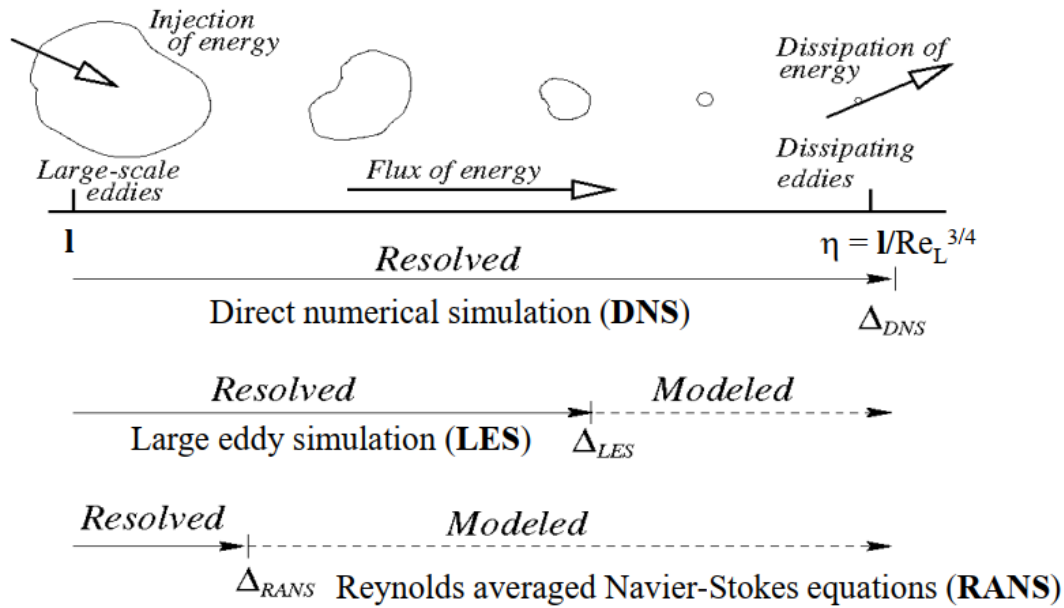 Injection
of energy
Dissipation of
energy
Large-scale
eddies
Flux of energy
Dissipating
eddies
l
η = l/Re_L^3/4
Resolved
Direct numerical simulation (DNS)
Δ_DNS
Resolved
Modeled
Large eddy simulation (LES)
Δ_LES
Resolved
Modeled
Δ_RANS
Reynolds averaged Navier-Stokes equations (RANS)